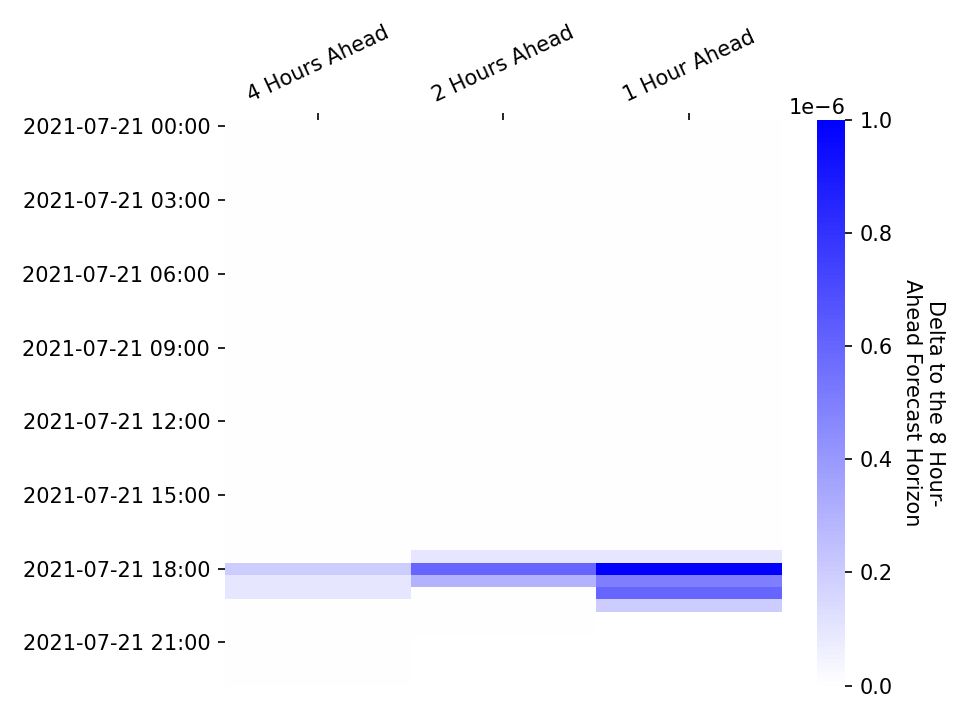 4 Hours Ahead
2 Hours Ahead
1 Hour Ahead
2021-07-21 00:00
2021-07-21 03:00
2021-07-21 06:00
2021-07-21 09:00
2021-07-21 12:00
2021-07-21 15:00
2021-07-21 18:00
2021-07-21 21:00
1e−6
1.0
0.8
0.6
0.4
0.2
0.0
Delta to the 8 Hour-
Ahead Forecast Horizon